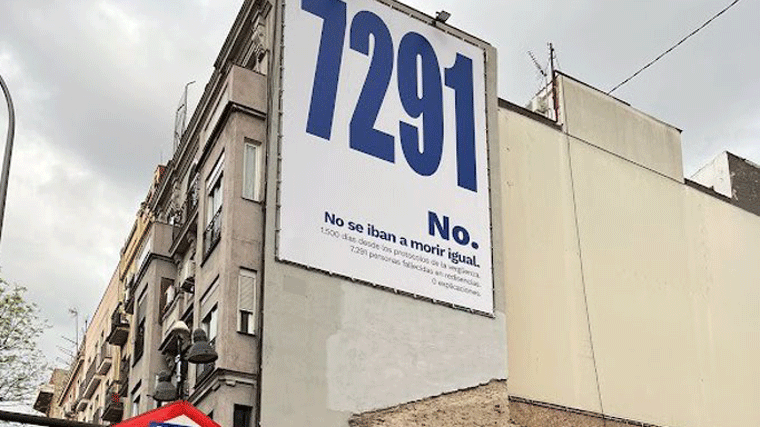 7291
No.
No se iban a morir igual.
1.500 días desde los protocolos de la vergüenza.
7.291 personas fallecidas en residencias.
0 explicaciones.